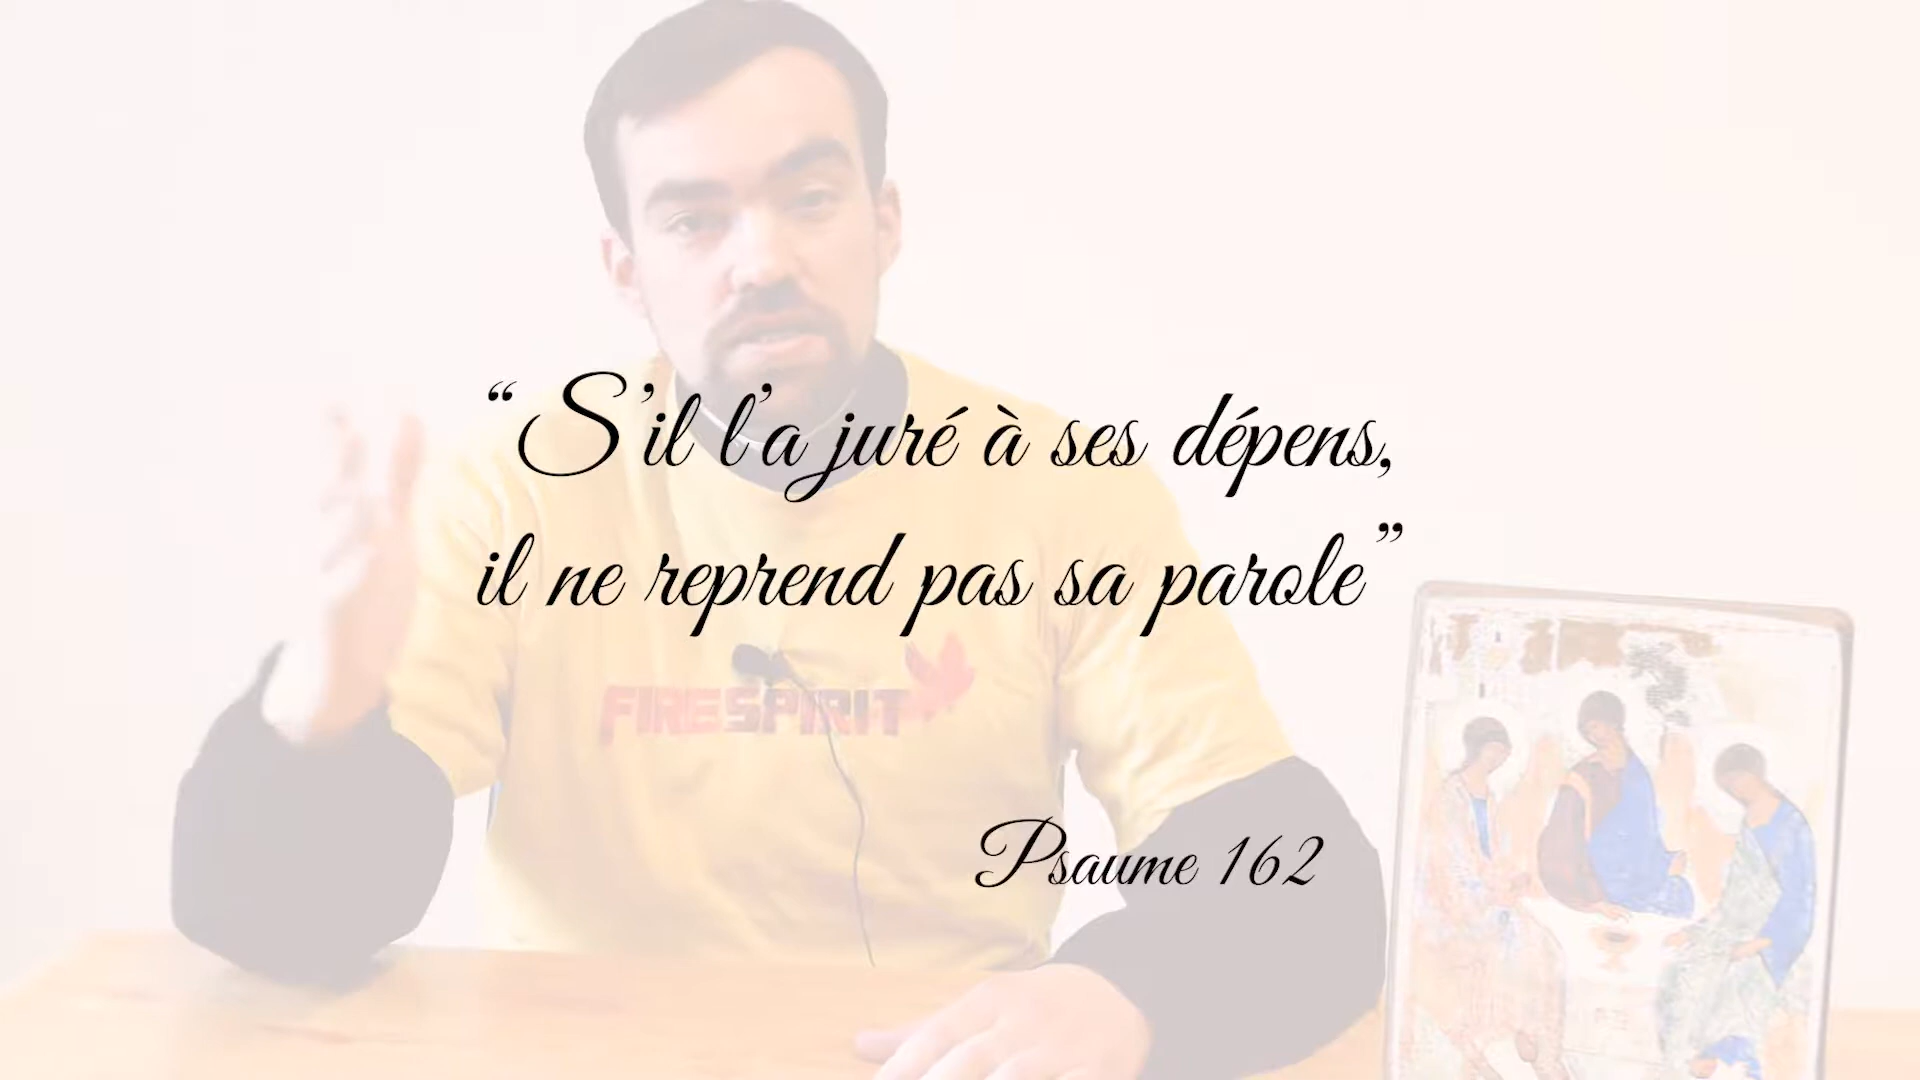 “S’il l’a juré à ses dépens,
il ne reprend pas sa parole”
FIRESPIRIT
Psaume 162